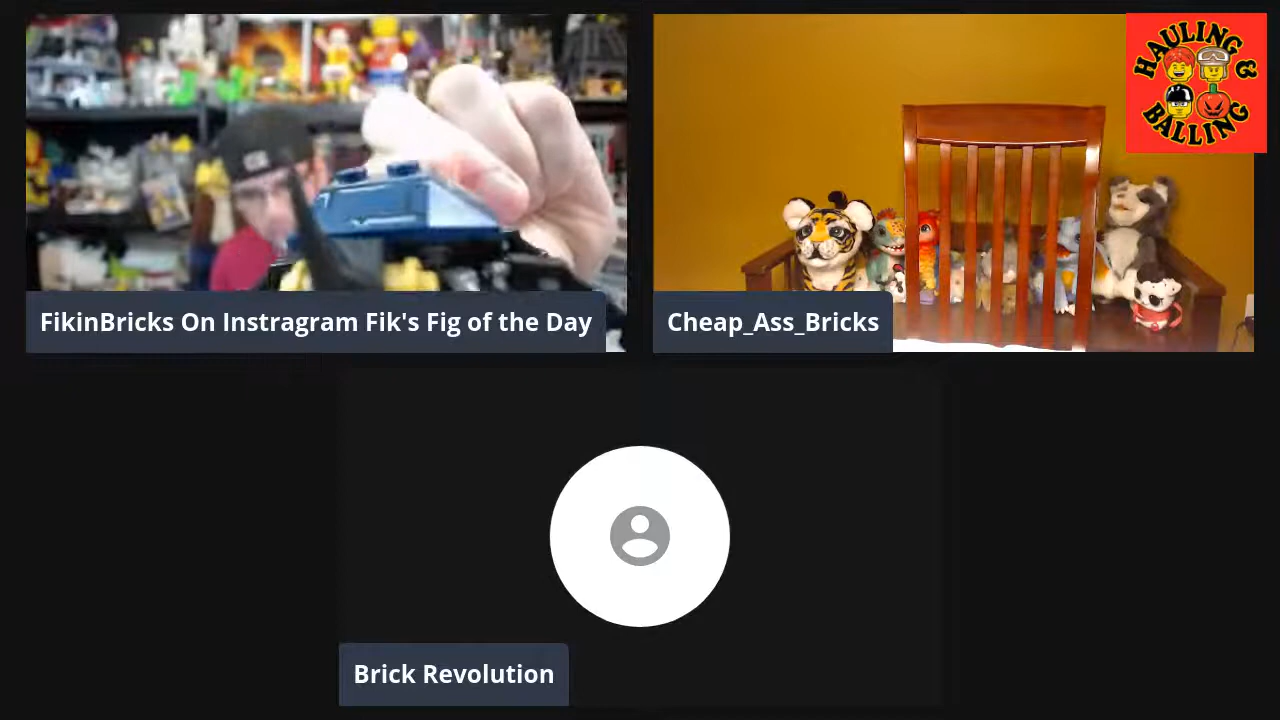 HAULING &
BALLING
FikinBricks On Instragram Fik's Fig of the Day
Cheap_Ass_Bricks
Brick Revolution